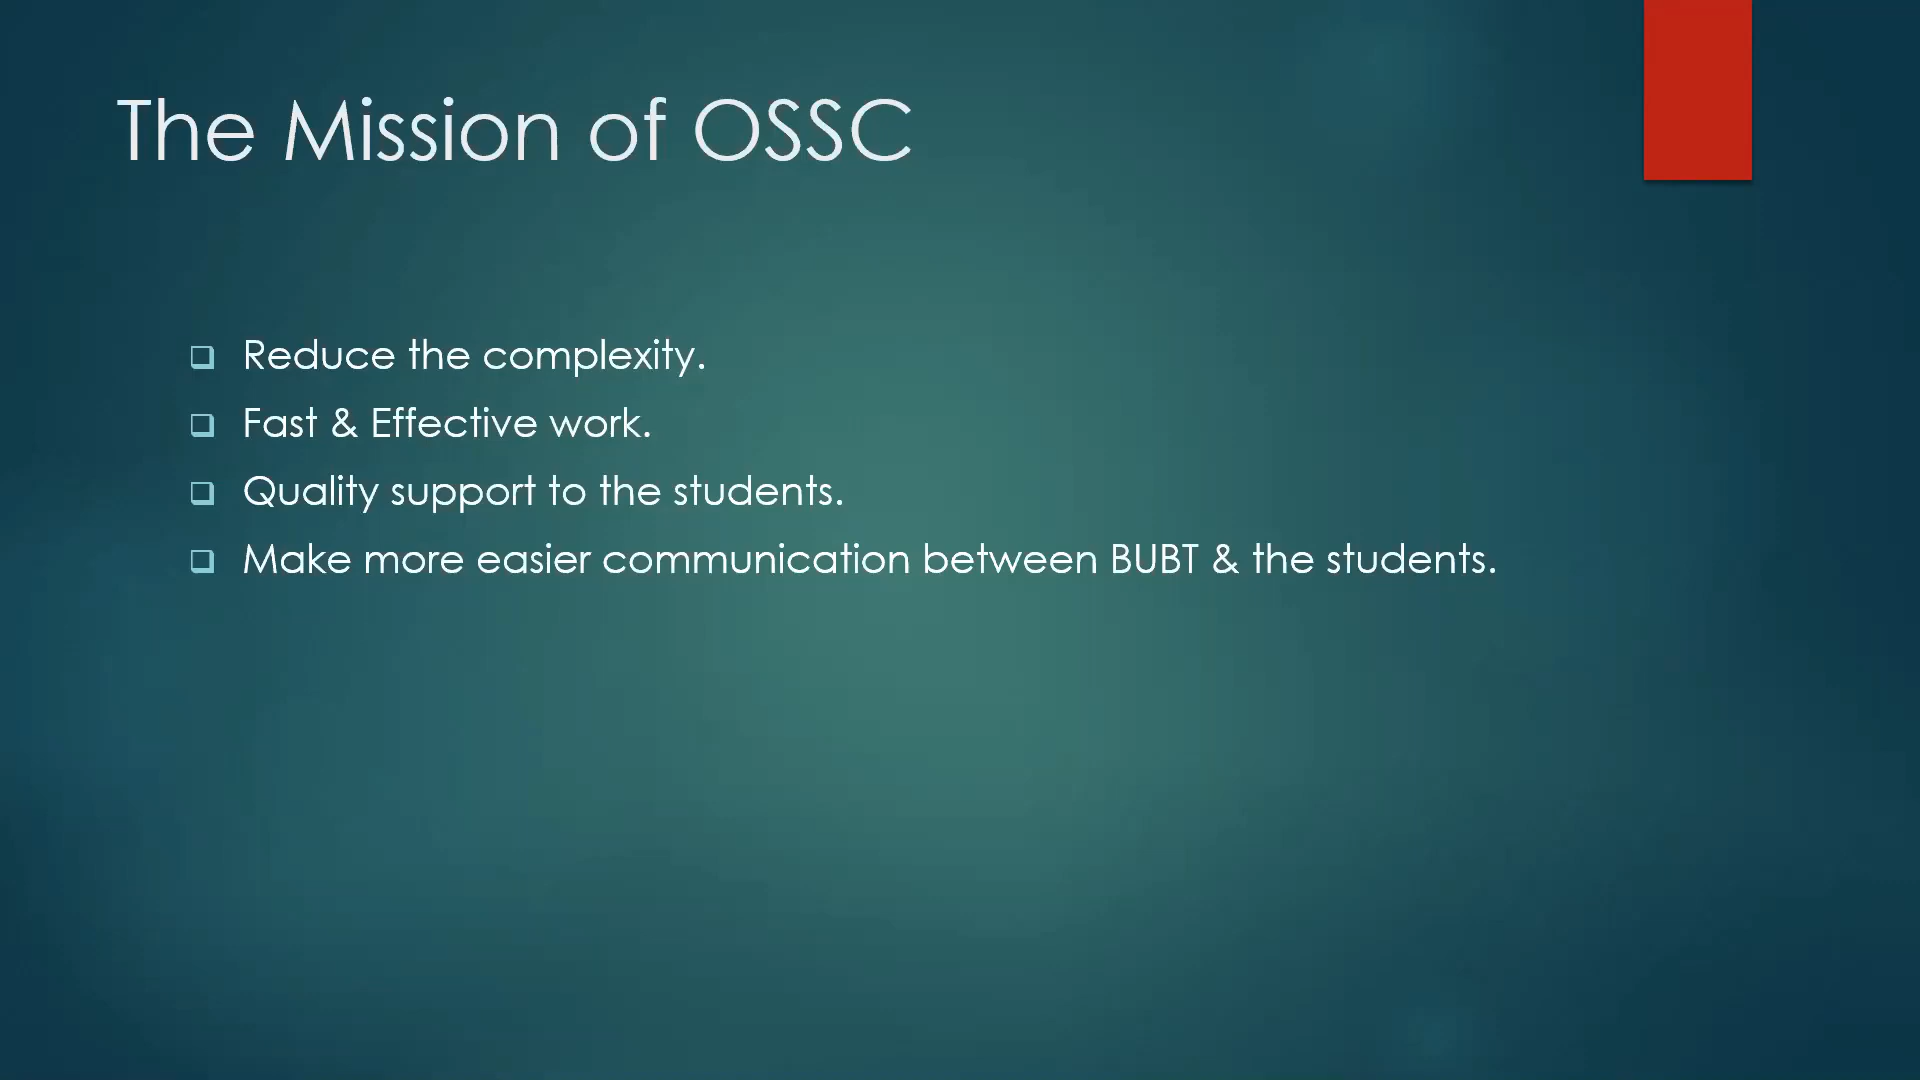 The Mission of OSSC
Reduce the complexity.
Fast & Effective work.
Quality support to the students.
Make more easier communication between BUBT & the students.